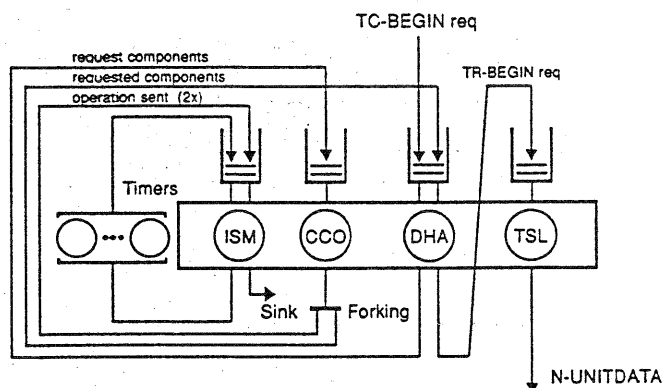 TC-BEGIN req
request components
requested components
TR-BEGIN req
operation sent (2x)
Timers
ISM
CCO
DHA
TSL
Sink
Forking
N-UNITDATA